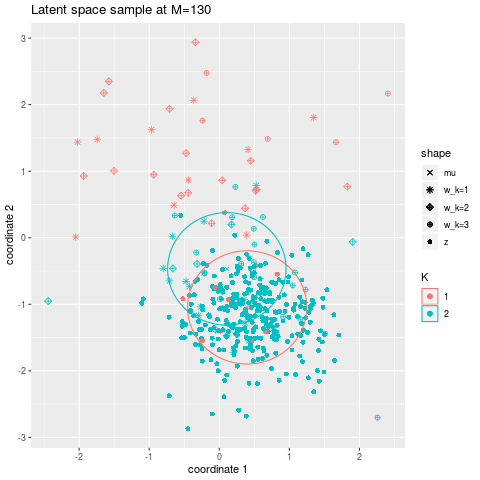 Latent space sample at M=130
3
2
1
0
-1
-2
-3
-2
-1
0
1
2
coordinate 1
coordinate 2
shape
mu
w_k=1
w_k=2
w_k=3
z
K
1
2